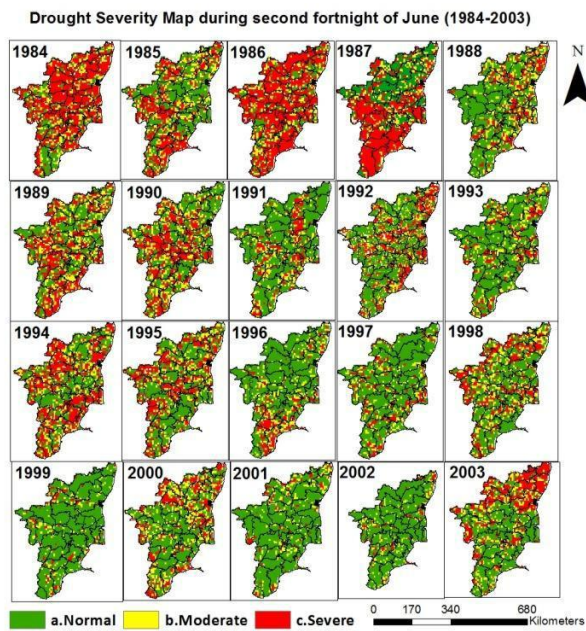 Drought Severity Map during second fortnight of June (1984-2003)
1984 1985 1986 1987 1988
N
1989 1990 1991 1992 1993
1994 1995 1996 1997 1998
1999 2000 2001 2002 2003
a.Normal b.Moderate c.Severe
0 170 340 680
Kilometers